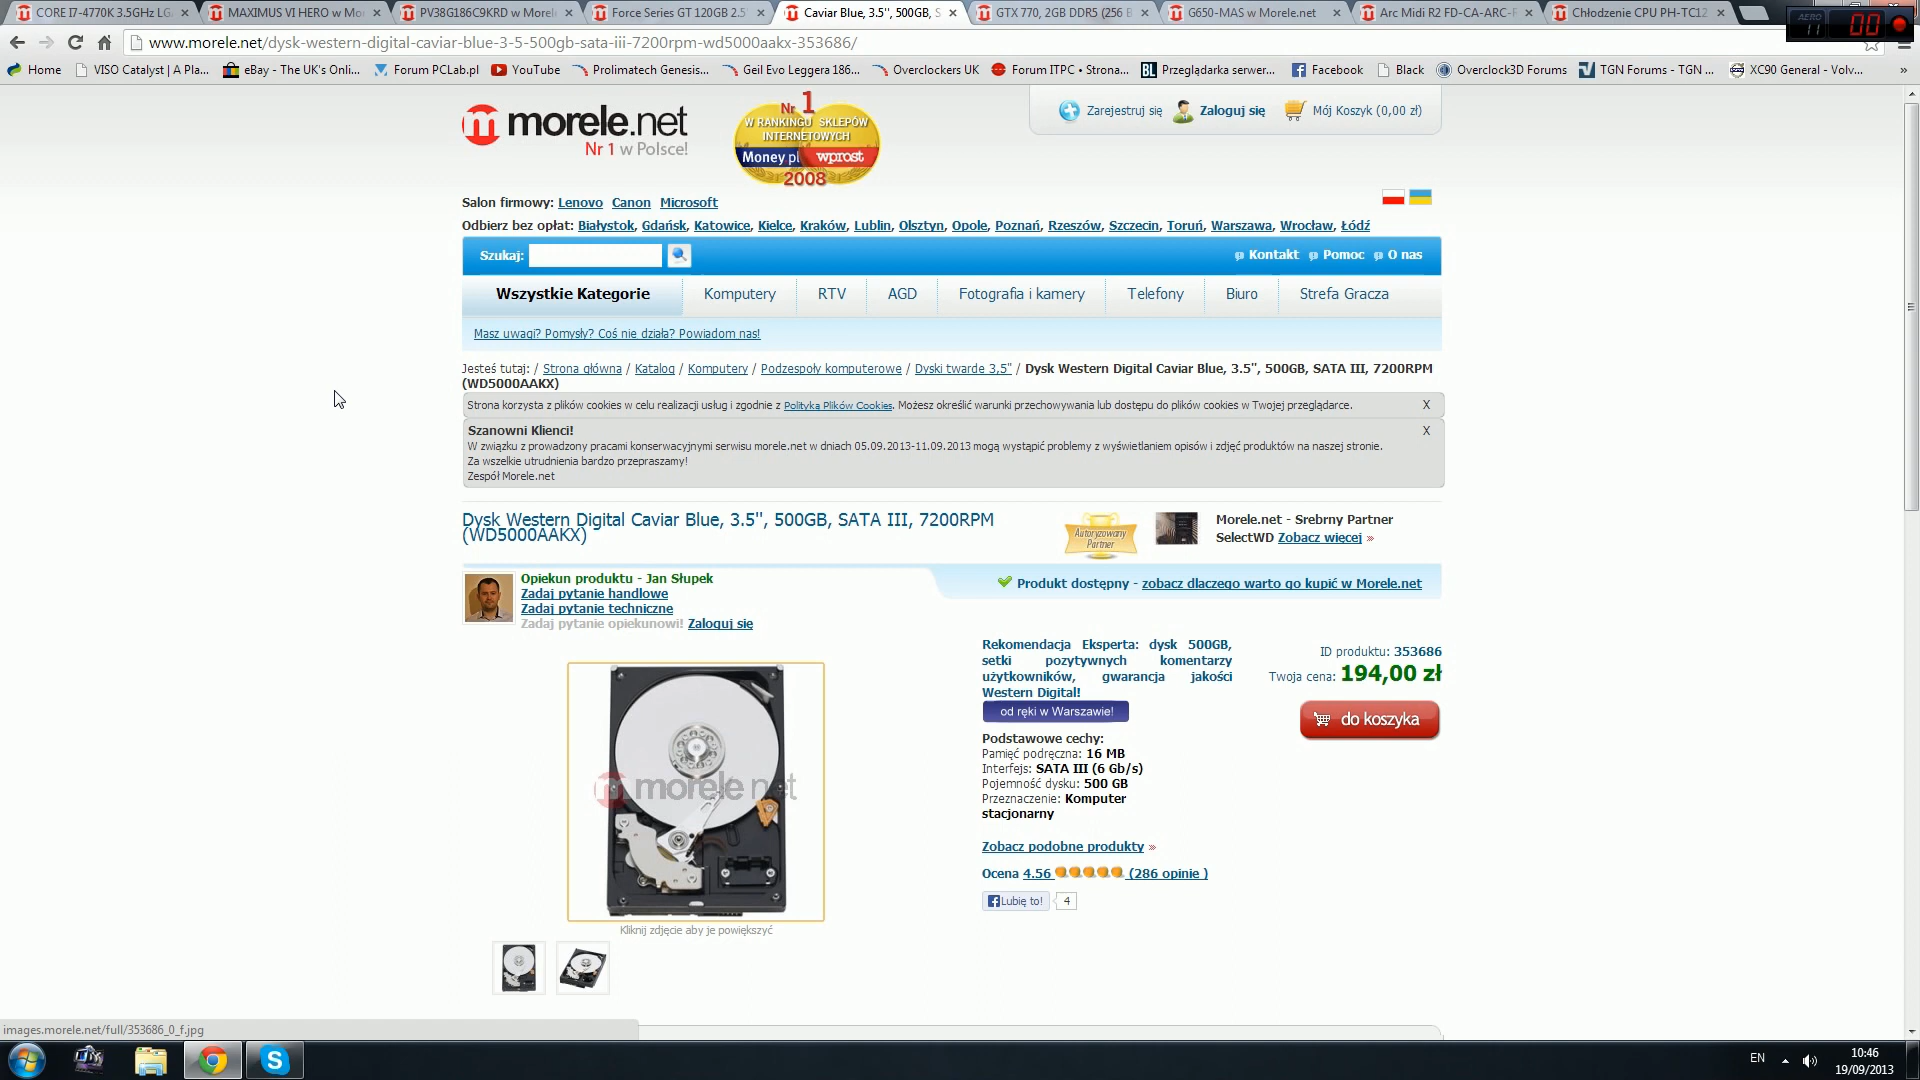 CORE I7-4770K 3.5GHz LG
MAXIMUS VI HERO w Mo
PV38G186C9KRD w Morele
Force Series GT 120GB 2.5
Caviar Blue, 3.5'', 500GB, S
GTX 770, 2GB DDR5 (256 B
G650-MAS w Morele.net
Arc Midi R2 FD-CA-ARC-
Chłodzenie CPU PH-TC12
AERO 11 00
www.morele.net/dysk-western-digital-caviar-blue-3-5-500gb-sata-iii-7200rpm-wd5000aakx-353686/
Home
VISO Catalyst | A Pla...
eBay - The UK's Onli...
Forum PCLab.pl
YouTube
Prolimatech Genesis...
Geil Evo Leggera 186...
Overclockers UK
Forum ITPC • Strona...
Przeglądarka serwer...
Facebook
Black
Overclock3D Forums
TGN Forums - TGN ...
XC90 General - Volv...
»
morele.net
Nr 1 w Polsce!
Nr 1
W RANKINGU SKLEPÓW
INTERNETOWYCH
Money.pl wprost
2008
Zarejestruj się
Zaloguj się
Mój Koszyk (0,00 zł)
Salon firmowy: Lenovo Canon Microsoft
Odbierz bez opłat: Białystok, Gdańsk, Katowice, Kielce, Kraków, Lublin, Olsztyn, Opole, Poznań, Rzeszów, Szczecin, Toruń, Warszawa, Wrocław, Łódź
Szukaj:
Kontakt Pomoc O nas
Wszystkie Kategorie Komputery RTV AGD Fotografia i kamery Telefony Biuro Strefa Gracza
Masz uwagi? Pomysły? Coś nie działa? Powiadom nas!
Jesteś tutaj: / Strona główna / Katalog / Komputery / Podzespoły komputerowe / Dyski twarde 3,5" / Dysk Western Digital Caviar Blue, 3.5'', 500GB, SATA III, 7200RPM
(WD5000AAKX)
Strona korzysta z plików cookies w celu realizacji usług i zgodnie z Polityką Plików Cookies. Możesz określić warunki przechowywania lub dostępu do plików cookies w Twojej przeglądarce. X
Szanowni Klienci! X
W związku z prowadzony pracami konserwacyjnymi serwisu morele.net w dniach 05.09.2013-11.09.2013 mogą wystąpić problemy z wyświetlaniem opisów i zdjęć produktów na naszej stronie.
Za wszelkie utrudnienia bardzo przepraszamy!
Zespół Morele.net
Dysk Western Digital Caviar Blue, 3.5'', 500GB, SATA III, 7200RPM
(WD5000AAKX)
Autoryzowany
Partner
Morele.net - Srebrny Partner
SelectWD Zobacz więcej »
Opiekun produktu - Jan Słupek
Zadaj pytanie handlowe
Zadaj pytanie techniczne
Zadaj pytanie opiekunowi! Zaloguj się
Produkt dostępny - zobacz dlaczego warto go kupić w Morele.net
morele.net
Kliknij zdjęcie aby je powiększyć
Rekomendacja Eksperta: dysk 500GB,
setki pozytywnych komentarzy
użytkowników, gwarancja jakości
Western Digital!
od ręki w Warszawie!
Podstawowe cechy:
Pamięć podręczna: 16 MB
Interfejs: SATA III (6 Gb/s)
Pojemność dysku: 500 GB
Przeznaczenie: Komputer
stacjonarny
Zobacz podobne produkty »
Ocena 4.56 (286 opinie )
Lubię to! 4
ID produktu: 353686
Twoja cena: 194,00 zł
do koszyka
images.morele.net/full/353686_0_f.jpg
EN
10:46
19/09/2013